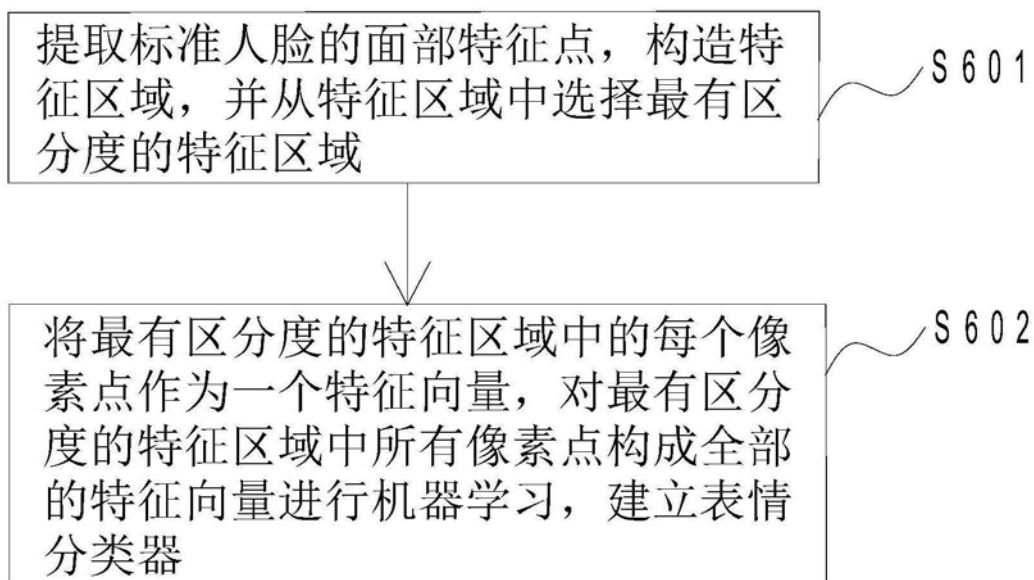 提取标准人脸的面部特征点，构造特
征区域，并从特征区域中选择最有区
分度的特征区域
S601
将最有区分度的特征区域中的每个像
素点作为一个特征向量，对最有区分
度的特征区域中所有像素点构成全部
的特征向量进行机器学习，建立表情
分类器
S602